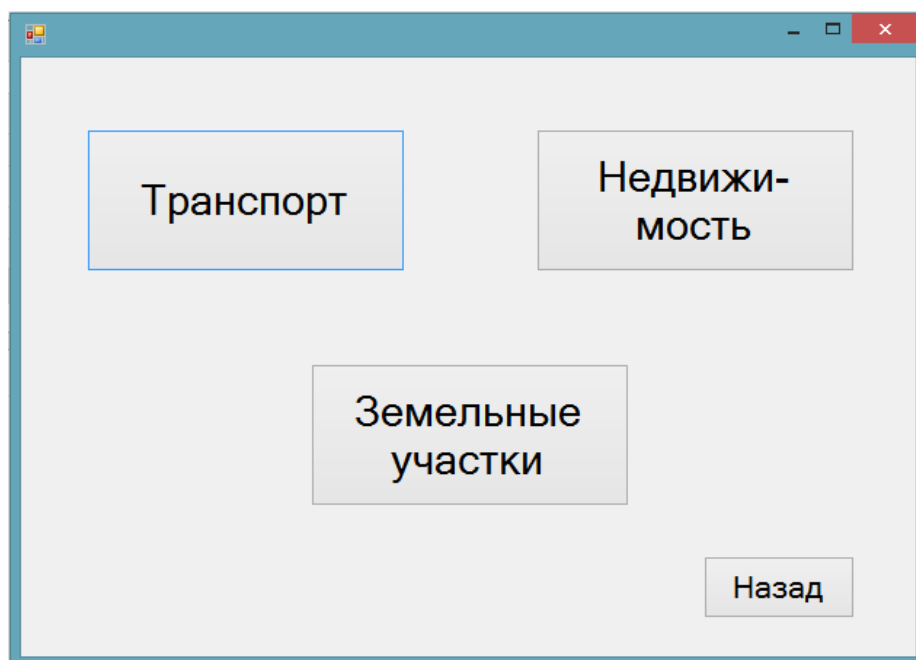 Транспорт
Недвижи-
мость
Земельные
участки
Назад